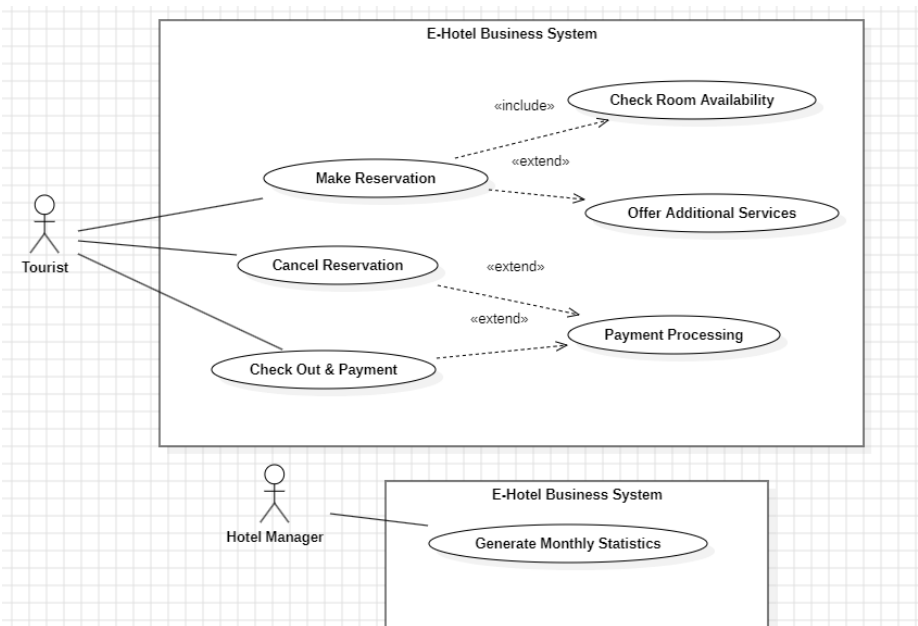 E-Hotel Business System
«include»
Check Room Availability
«extend»
Make Reservation
Offer Additional Services
Tourist
Cancel Reservation
«extend»
«extend»
Payment Processing
Check Out & Payment
E-Hotel Business System
Hotel Manager
Generate Monthly Statistics